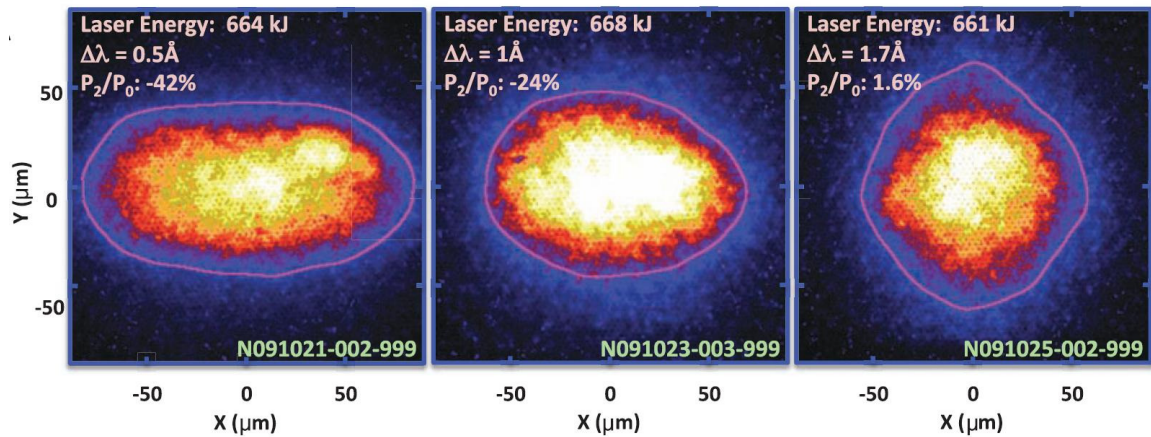 Laser Energy: 664 kJ
Δλ = 0.5Å
P₂/P₀: -42%
N091021-002-999
Laser Energy: 668 kJ
Δλ = 1Å
P₂/P₀: -24%
N091023-003-999
Laser Energy: 661 kJ
Δλ = 1.7Å
P₂/P₀: 1.6%
N091025-002-999
50
0
-50
Y (μm)
-50 0 50
X (μm)
-50 0 50
X (μm)
-50 0 50
X (μm)